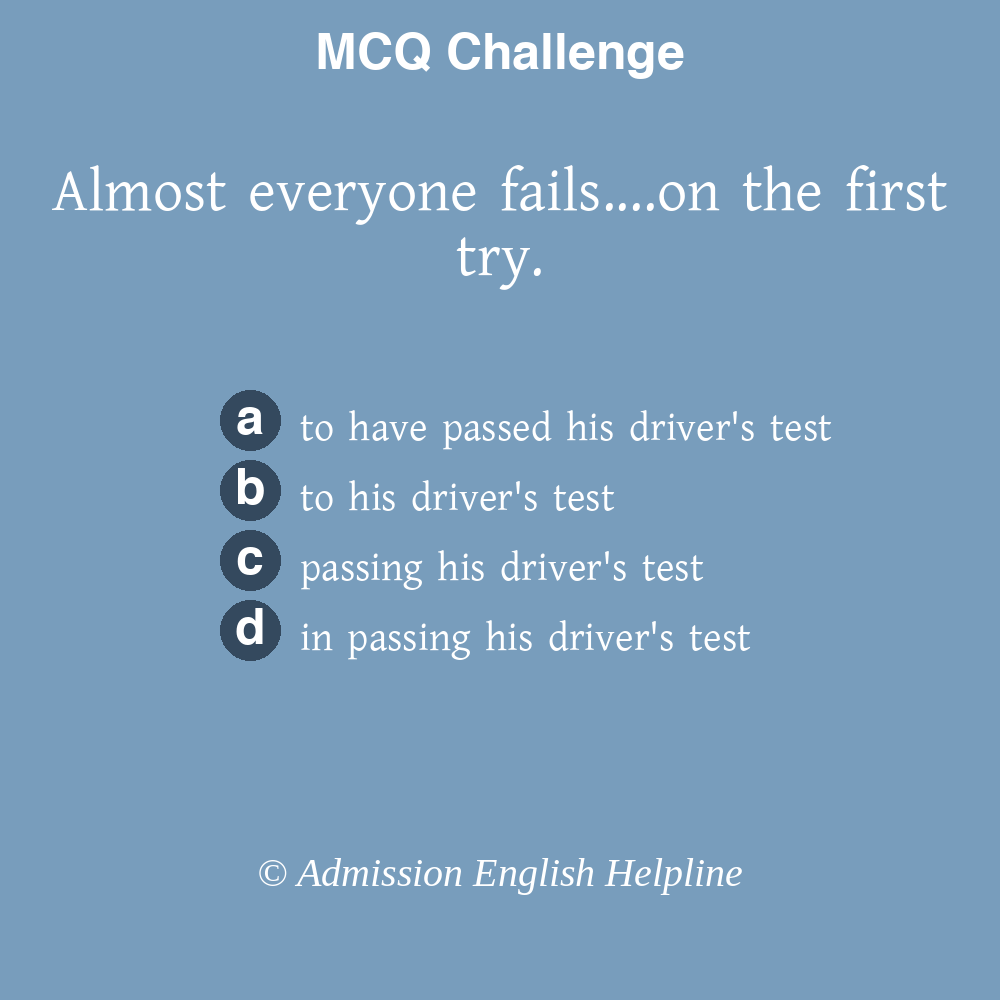 MCQ Challenge
Almost everyone fails....on the first
try.
a to have passed his driver's test
b to his driver's test
c passing his driver's test
d in passing his driver's test
© Admission English Helpline